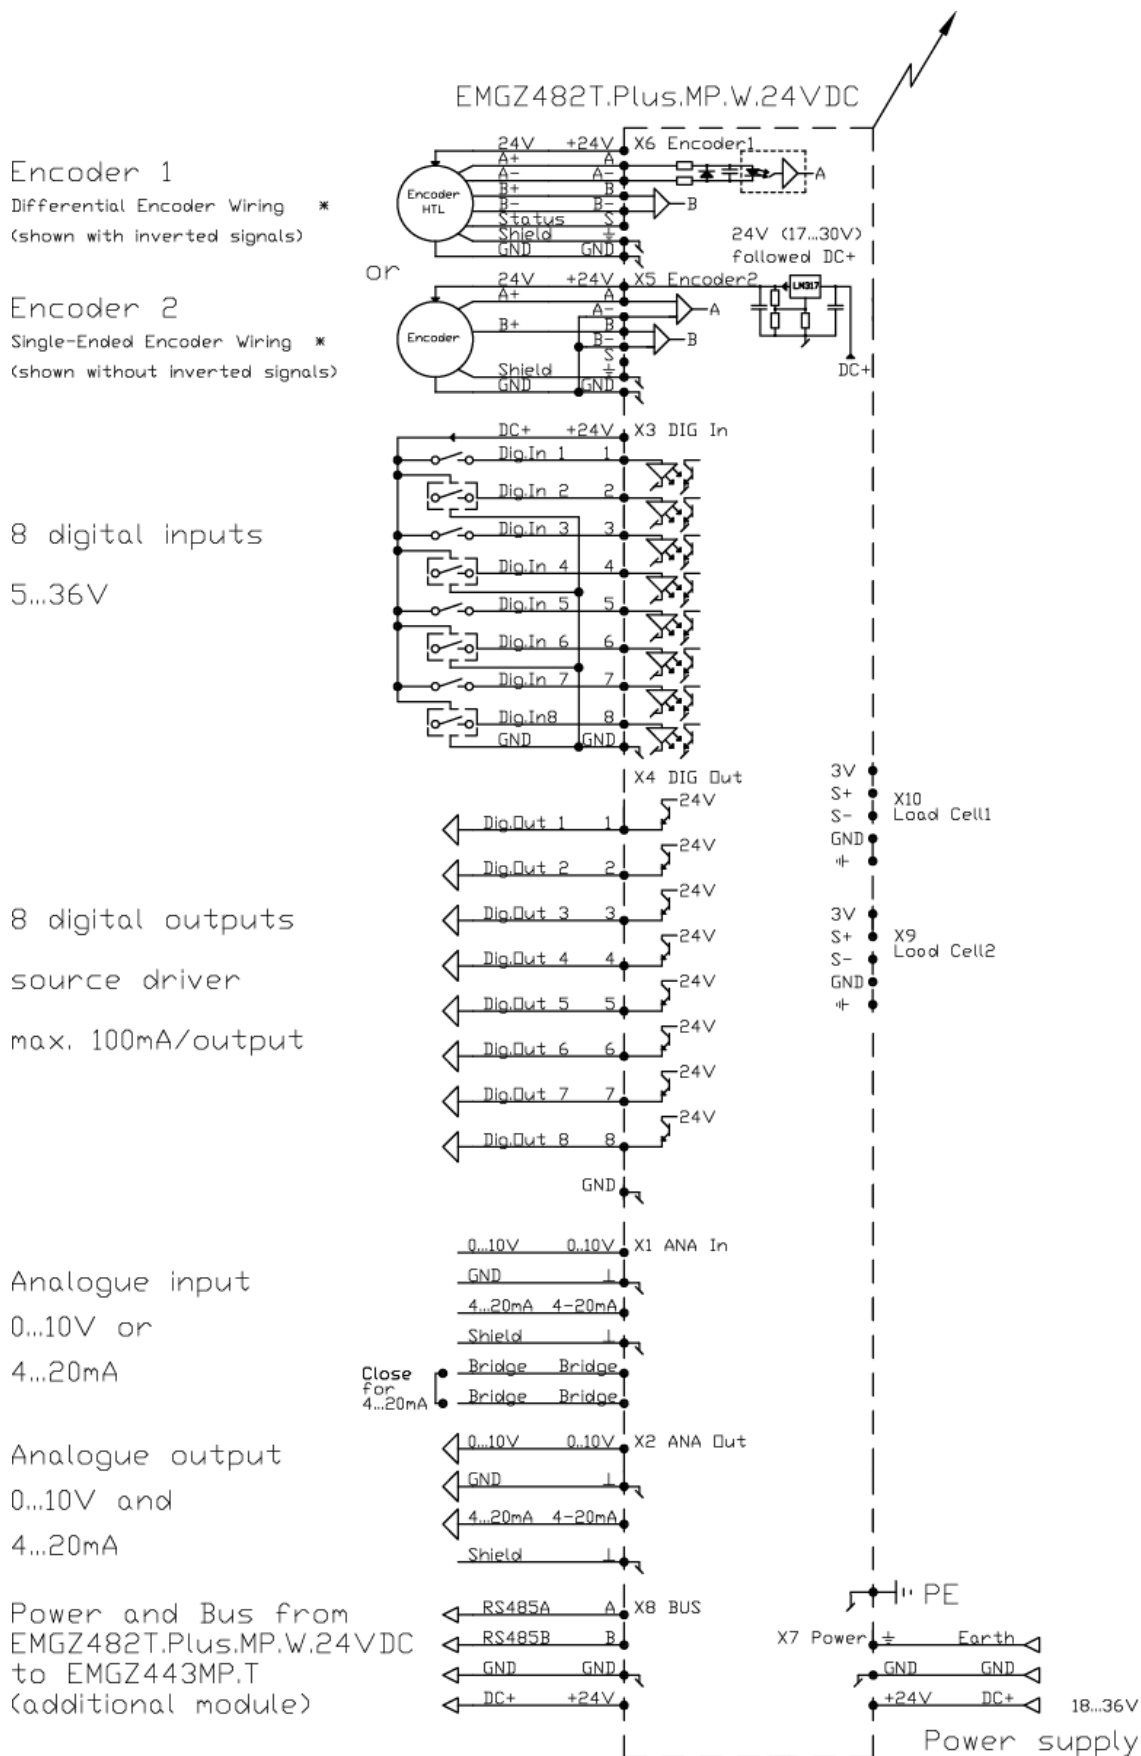 EMGZ482T.Plus.MP.W.24VDC
Encoder 1
Differential Encoder Wiring *
(shown with inverted signals)
Encoder
HTL
24V +24V X6 Encoder1
A+ A
A- A-
A
B+ B
B- B-
B
Status S
Shield
GND GND
or
24V (17...30V)
followed DC+
LM317
DC+
Encoder 2
Single-Ended Encoder Wiring *
(shown without inverted signals)
Encoder
24V +24V X5 Encoder2
A+ A
A-
A
B+ B
B-
B
S
Shield
GND GND
8 digital inputs
5...36V
DC+ +24V X3 DIG In
Dig.In 1 1
Dig.In 2 2
Dig.In 3 3
Dig.In 4 4
Dig.In 5 5
Dig.In 6 6
Dig.In 7 7
Dig.In8 8
GND GND
8 digital outputs
source driver
max. 100mA/output
X4 DIG Out
Dig.Out 1 1 24V
Dig.Out 2 2 24V
Dig.Out 3 3 24V
Dig.Out 4 4 24V
Dig.Out 5 5 24V
Dig.Out 6 6 24V
Dig.Out 7 7 24V
Dig.Out 8 8 24V
GND
3V
S+
S-
GND
X10
Load Cell1
3V
S+
S-
GND
X9
Load Cell2
Analogue input
0...10V or
4...20mA
0...10V 0..10V X1 ANA In
GND
4...20mA 4-20mA
Shield
Bridge Bridge
Bridge Bridge
Close
for
4...20mA
Analogue output
0...10V and
4...20mA
0...10V 0..10V X2 ANA Out
GND
4...20mA 4-20mA
Shield
Power and Bus from
EMGZ482T.Plus.MP.W.24VDC
to EMGZ443MP.T
(additional module)
RS485A A X8 BUS
RS485B B
GND GND
DC+ +24V
PE
X7 Power Earth
GND GND
+24V DC+ 18...36V
Power supply